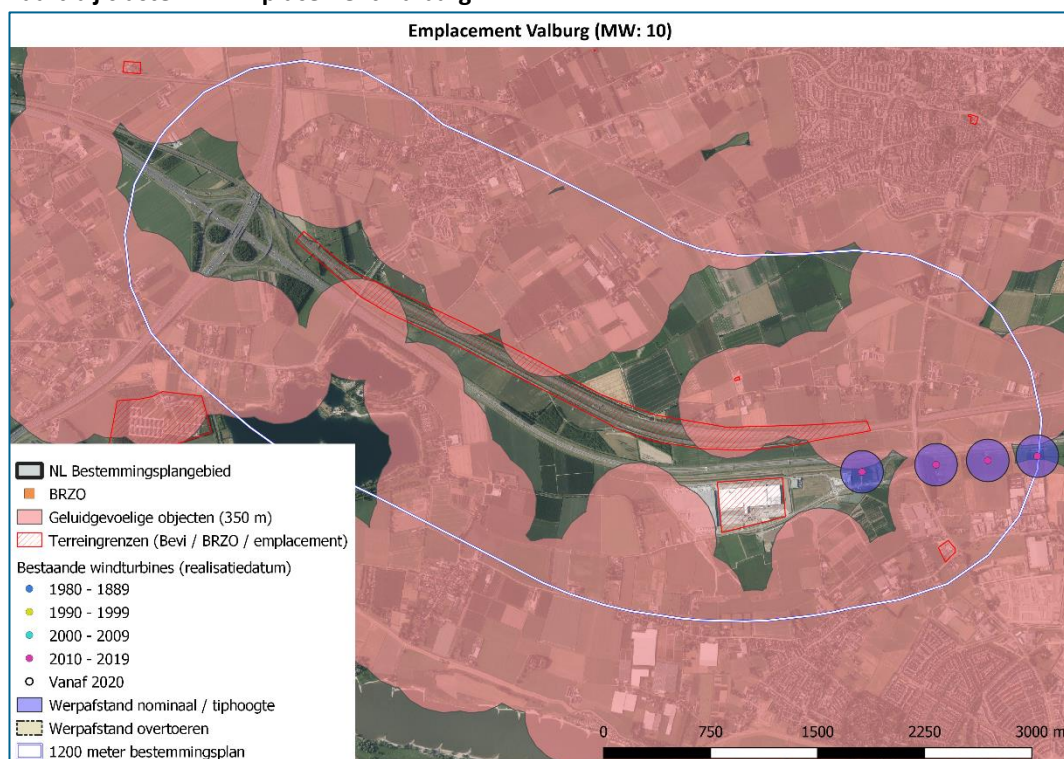 Emplacement Valburg (MW: 10)
NL Bestemmingsplangebied
BRZO
Geluidgevoelige objecten (350 m)
Terreingrenzen (Bevi / BRZO / emplacement)
Bestaande windturbines (realisatiedatum)
1980 - 1889
1990 - 1999
2000 - 2009
2010 - 2019
Vanaf 2020
Werpafstand nominaal / tiphoogte
Werpafstand overtoeren
1200 meter bestemmingsplan
0 750 1500 2250 3000 m